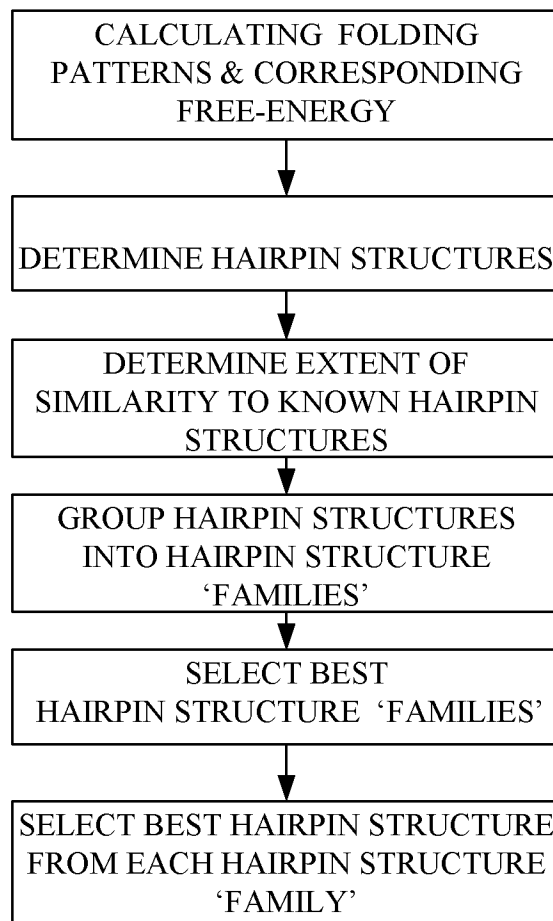 CALCULATING FOLDING
PATTERNS & CORRESPONDING
FREE-ENERGY
DETERMINE HAIRPIN STRUCTURES
DETERMINE EXTENT OF
SIMILARITY TO KNOWN HAIRPIN
STRUCTURES
GROUP HAIRPIN STRUCTURES
INTO HAIRPIN STRUCTURE
‘FAMILIES’
SELECT BEST
HAIRPIN STRUCTURE ‘FAMILIES’
SELECT BEST HAIRPIN STRUCTURE
FROM EACH HAIRPIN STRUCTURE
‘FAMILY’